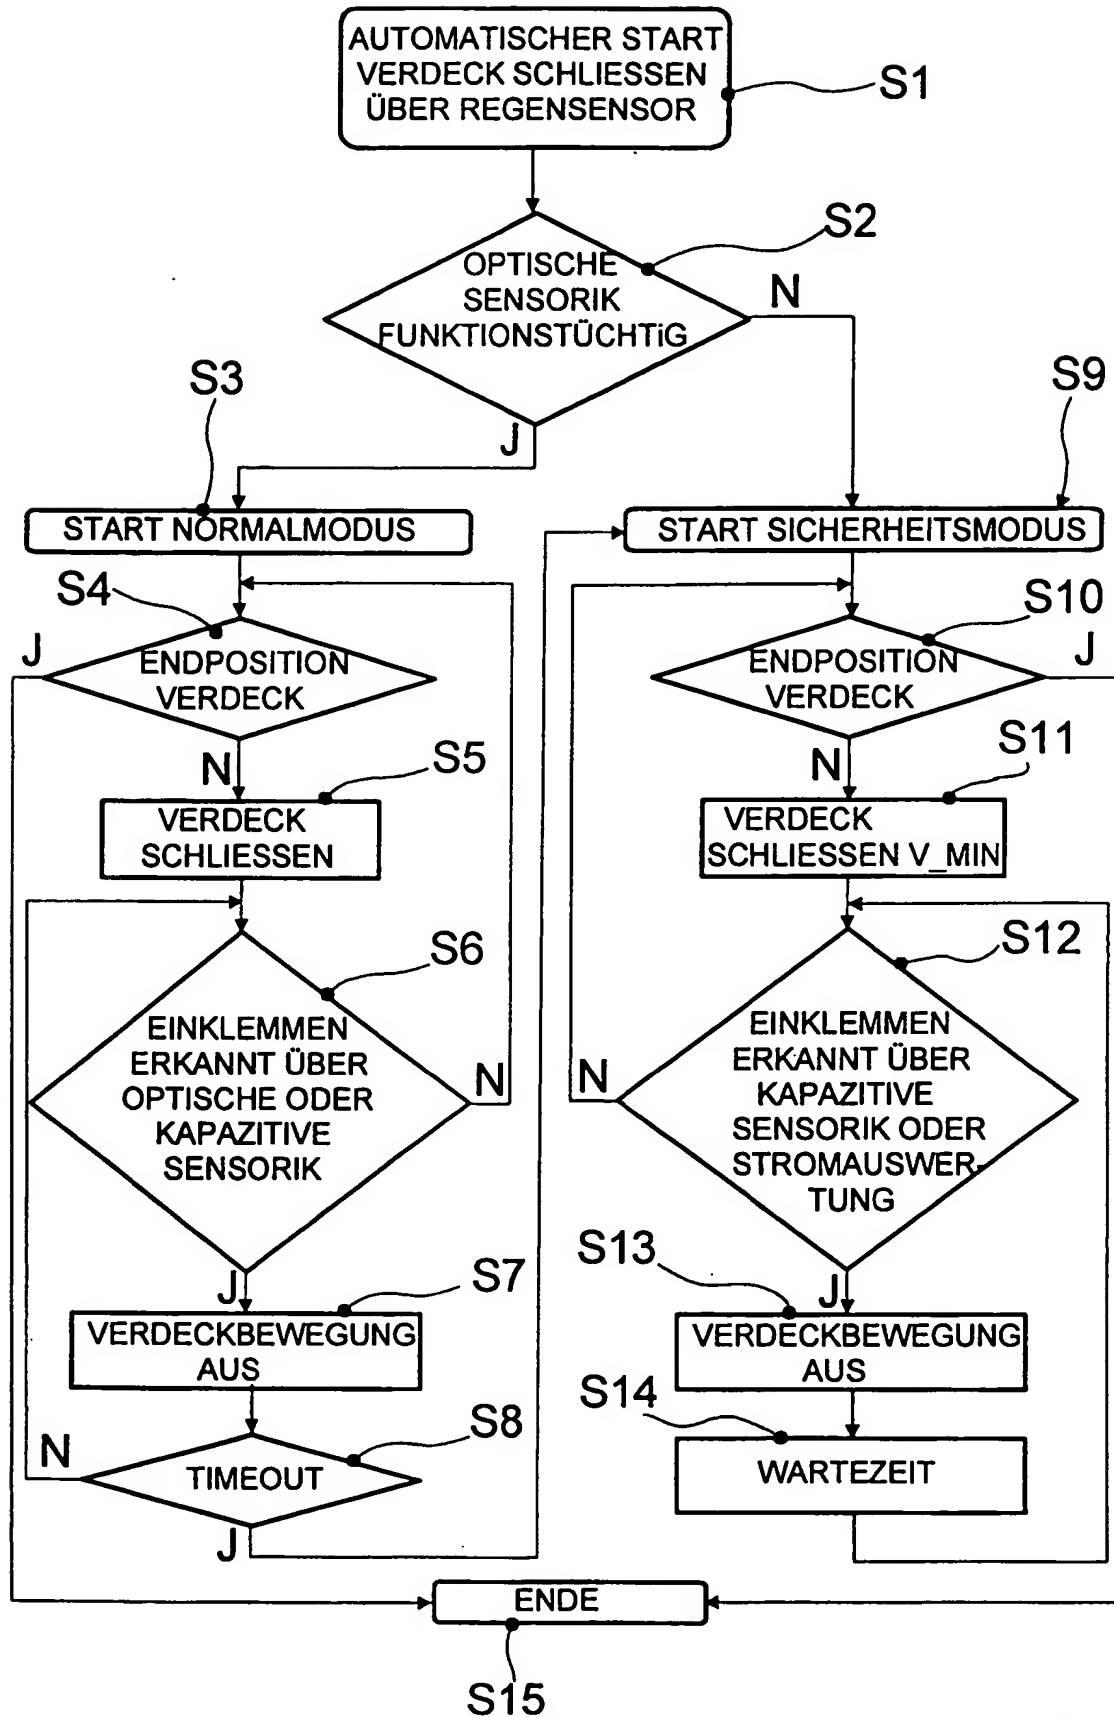 AUTOMATISCHER START
VERDECK SCHLIESSEN
ÜBER REGENSENSOR
S1
S2
OPTISCHE
SENSORIK
FUNKTIONSTÜCHTiG
N
J
S3
START NORMALMODUS
S9
START SICHERHEITSMODUS
S4
J
ENDPOSITION
VERDECK
N
S5
VERDECK
SCHLIESSEN
S6
EINKLEMMEN
ERKANNT ÜBER
OPTISCHE ODER
KAPAZITIVE
SENSORIK
N
J
S7
VERDECKBEWEGUNG
AUS
S8
N
TIMEOUT
J
S10
J
ENDPOSITION
VERDECK
N
S11
VERDECK
SCHLIESSEN V_MIN
S12
N
EINKLEMMEN
ERKANNT ÜBER
KAPAZITIVE
SENSORIK ODER
STROMAUSWER-
TUNG
J
S13
VERDECKBEWEGUNG
AUS
S14
WARTEZEIT
ENDE
S15